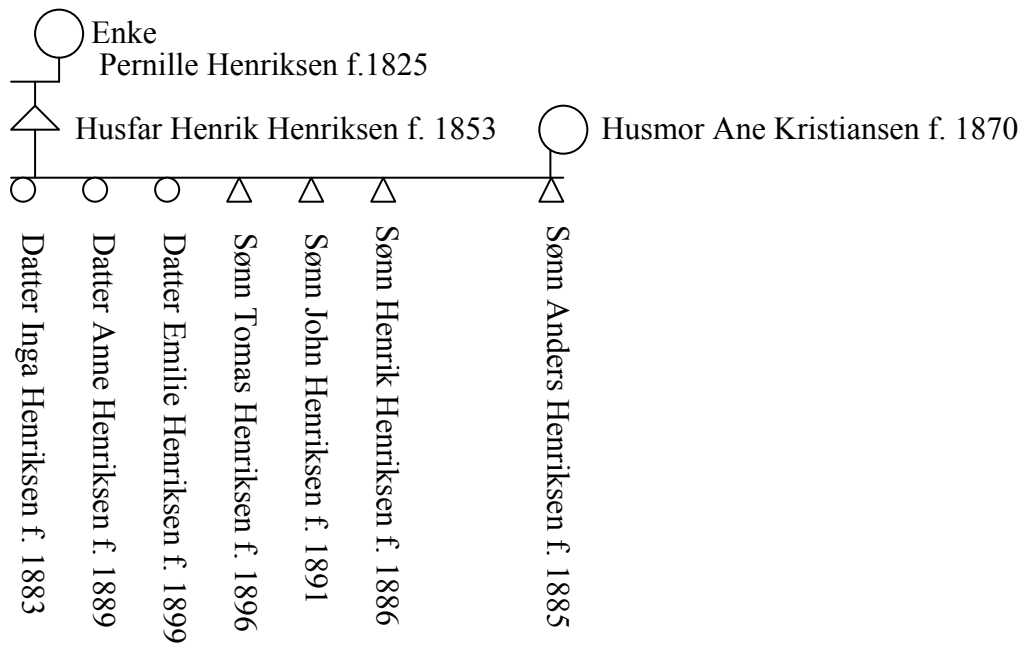 Enke
Pernille Henriksen f.1825
Husfar Henrik Henriksen f. 1853
Husmor Ane Kristiansen f. 1870
Datter Inga Henriksen f. 1883
Datter Anne Henriksen f. 1889
Datter Emilie Henriksen f. 1899
Sønn Tomas Henriksen f. 1896
Sønn John Henriksen f. 1891
Sønn Henrik Henriksen f. 1886
Sønn Anders Henriksen f. 1885